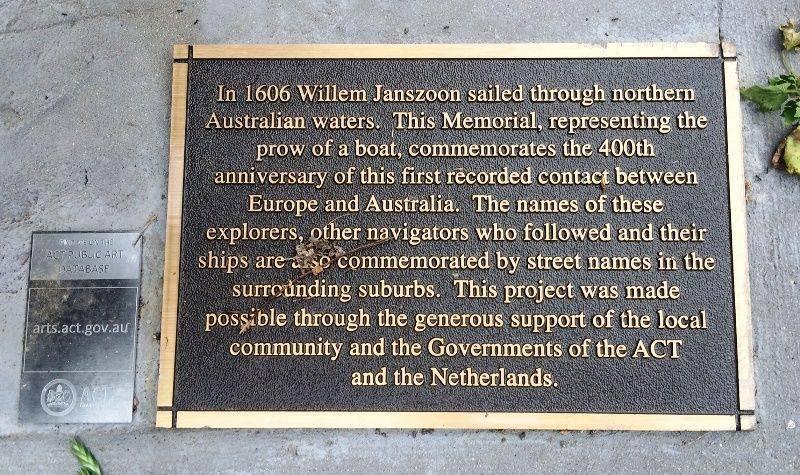 In 1606 Willem Janszoon sailed through northern
Australian waters. This Memorial, representing the
prow of a boat, commemorates the 400th
anniversary of this first recorded contact between
Europe and Australia. The names of these
explorers, other navigators who followed and their
ships are also commemorated by street names in the
surrounding suburbs. This project was made
possible through the generous support of the local
community and the Governments of the ACT
and the Netherlands.
ACT PUBLIC ART
DATABASE
arts.act.gov.au
ACT